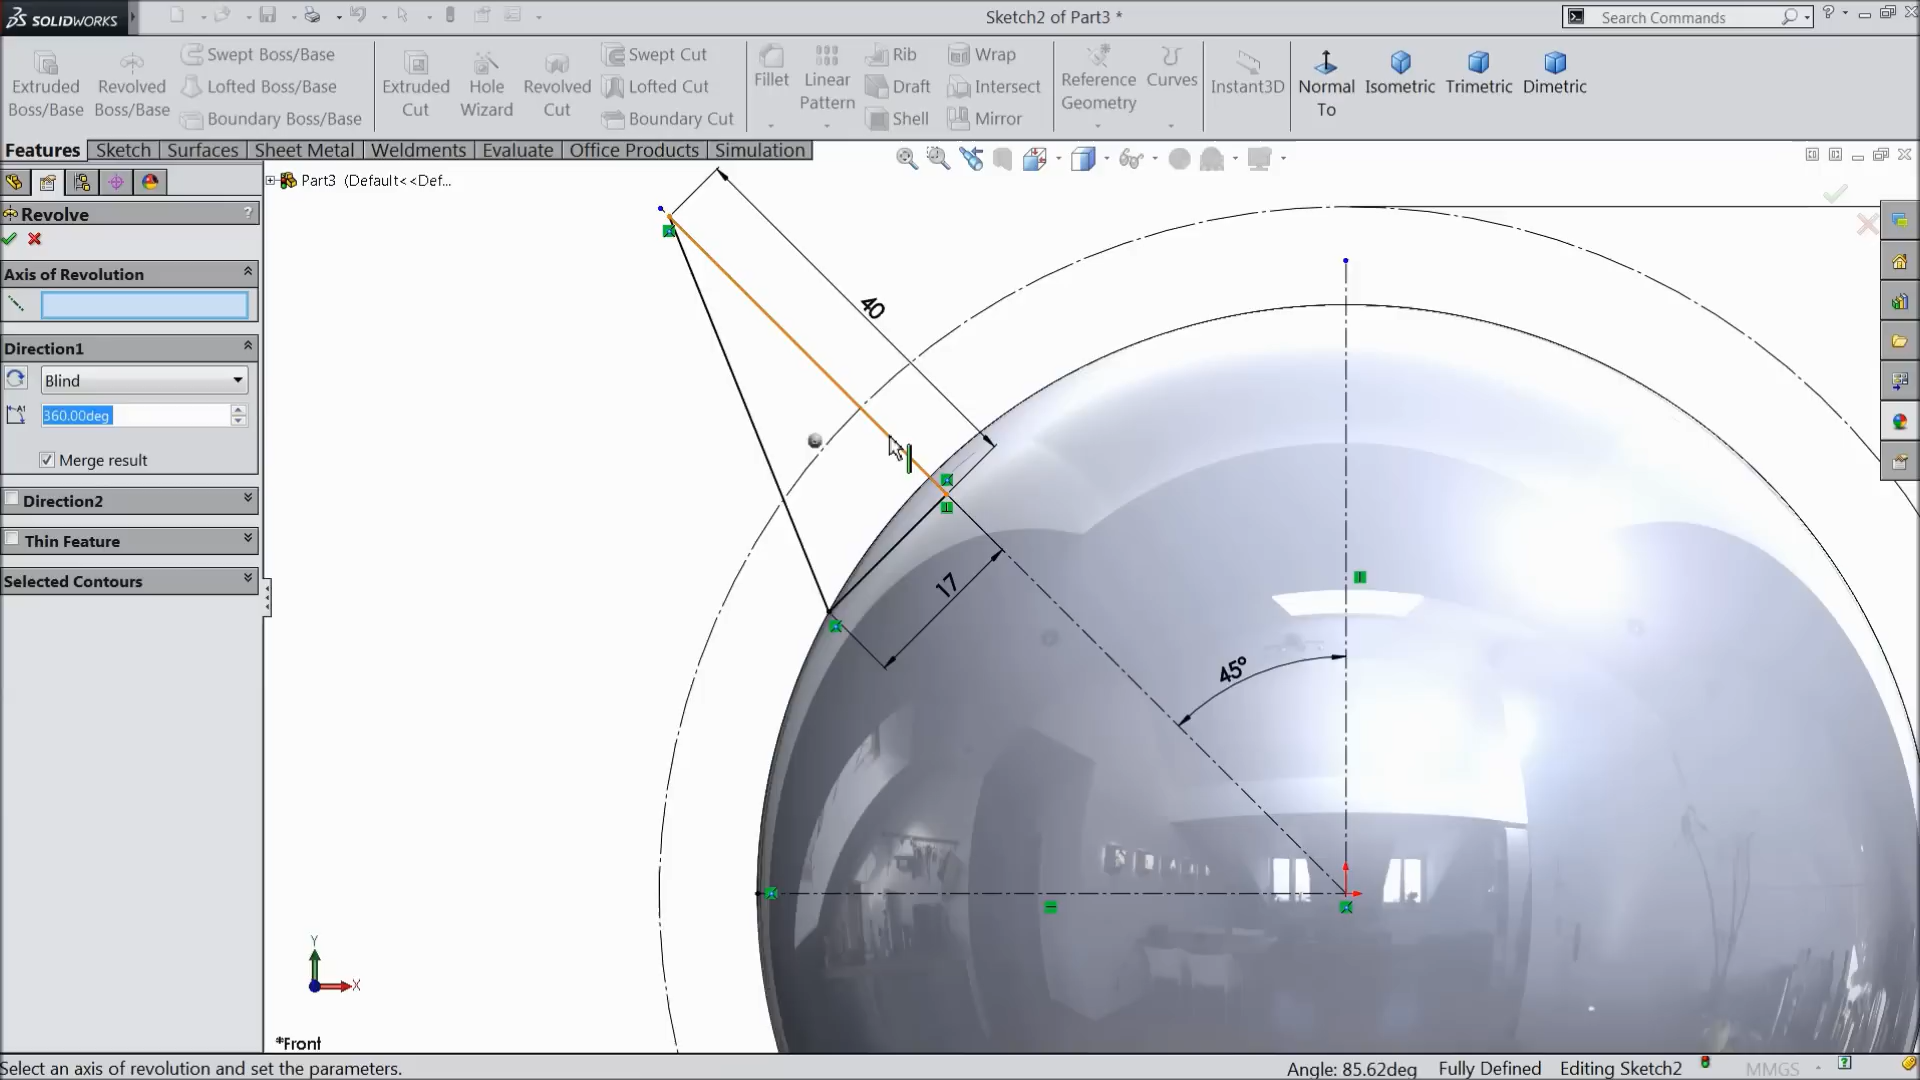 SOLIDWORKS
Sketch2 of Part3 *
Search Commands
Extruded Boss/Base
Revolved Boss/Base
Swept Boss/Base
Lofted Boss/Base
Boundary Boss/Base
Extruded Cut
Hole Wizard
Revolved Cut
Swept Cut
Lofted Cut
Boundary Cut
Fillet
Linear Pattern
Rib
Draft
Shell
Wrap
Intersect
Mirror
Reference Geometry
Curves
Instant3D
Normal To
Isometric
Trimetric
Dimetric
Features
Sketch
Surfaces
Sheet Metal
Weldments
Evaluate
Office Products
Simulation
Part3 (Default<<Def...
Revolve
?
Axis of Revolution
Direction1
Blind
360.00deg
Merge result
Direction2
Thin Feature
Selected Contours
40
17
45°
Y
X
*Front
Select an axis of revolution and set the parameters.
Angle: 85.62deg
Fully Defined
Editing Sketch2
MMGS